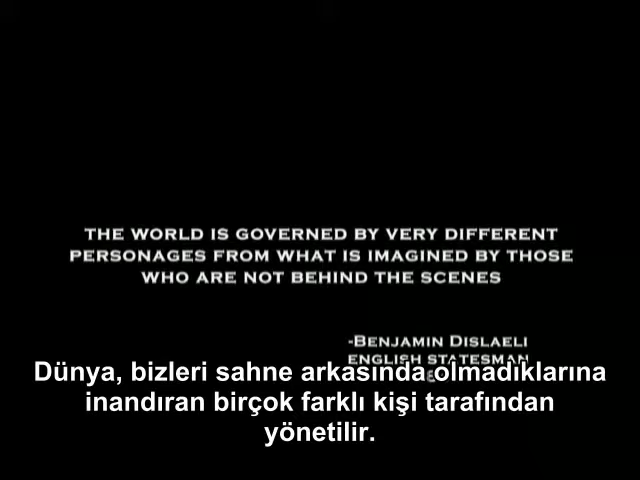 THE WORLD IS GOVERNED BY VERY DIFFERENT
PERSONAGES FROM WHAT IS IMAGINED BY THOSE
WHO ARE NOT BEHIND THE SCENES
-BENJAMIN DISLAELI
ENGLISH STATESMAN
Dünya, bizleri sahne arkasında olmadıklarına
inandıran birçok farklı kişi tarafından
yönetilir.